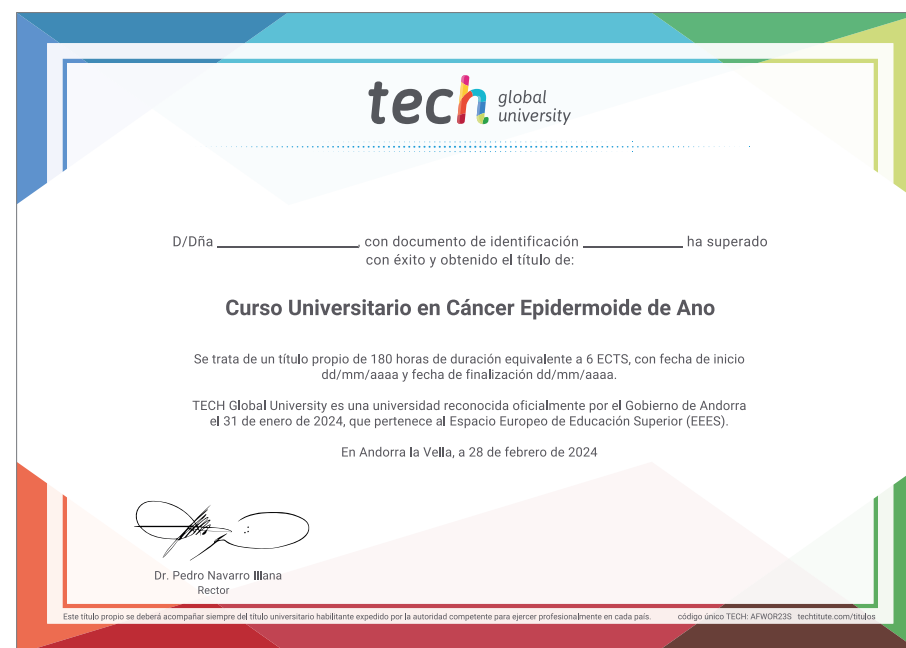 tech global
university
D/Dña ____________, con documento de identificación ____________ ha superado
con éxito y obtenido el título de:
Curso Universitario en Cáncer Epidermoide de Ano
Se trata de un título propio de 180 horas de duración equivalente a 6 ECTS, con fecha de inicio
dd/mm/aaaa y fecha de finalización dd/mm/aaaa.
TECH Global University es una universidad reconocida oficialmente por el Gobierno de Andorra
el 31 de enero de 2024, que pertenece al Espacio Europeo de Educación Superior (EEES).
En Andorra la Vella, a 28 de febrero de 2024
Dr. Pedro Navarro Illana
Rector
Este título propio se deberá acompañar siempre del título universitario habilitante expedido por la autoridad competente para ejercer profesionalmente en cada país. código único TECH: AFWOR23S techtitute.com/titulos